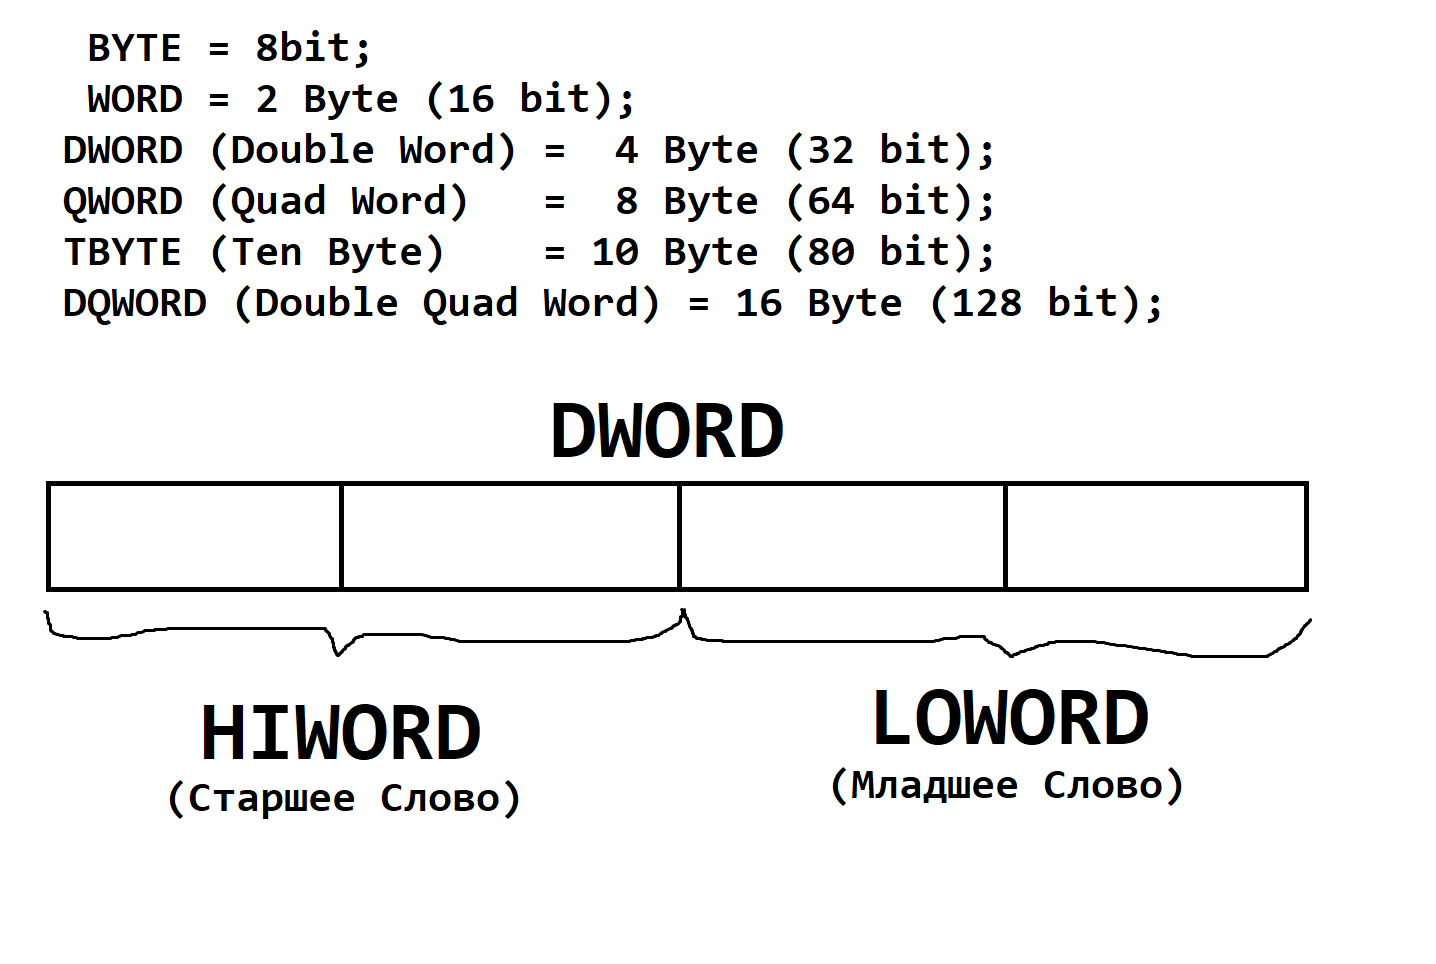 BYTE = 8bit;
WORD = 2 Byte (16 bit);
DWORD (Double Word) =  4 Byte (32 bit);
QWORD (Quad Word)   =  8 Byte (64 bit);
TBYTE (Ten Byte)    = 10 Byte (80 bit);
DQWORD (Double Quad Word) = 16 Byte (128 bit);
DWORD
HIWORD
(Старшее Слово)
LOWORD
(Младшее Слово)